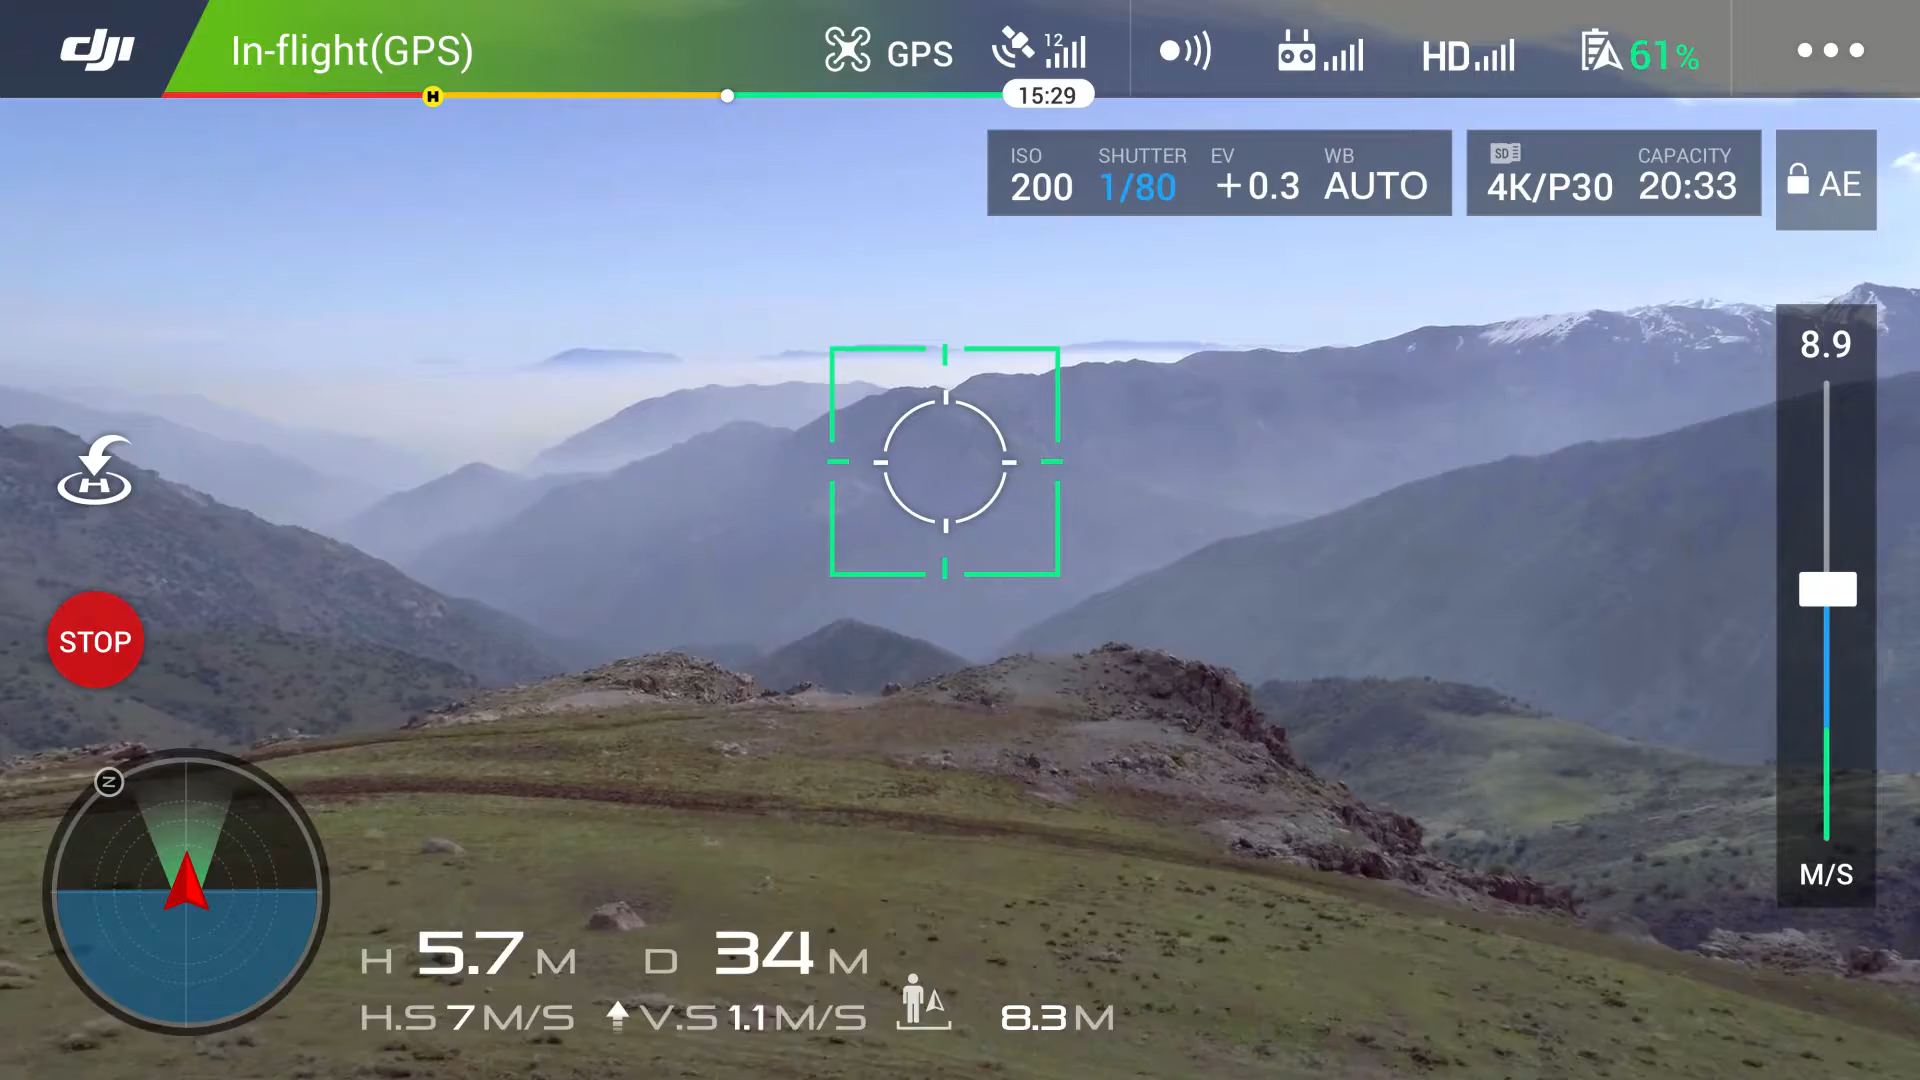 dji In-flight(GPS) GPS 12 HD 61%
H 15:29
ISO SHUTTER EV WB SD CAPACITY
200 1/80 +0.3 AUTO 4K/P30 20:33 AE
8.9
H
STOP
N
M/S
H 5.7 M D 34 M
H.S 7 M/S V.S 1.1 M/S 8.3 M